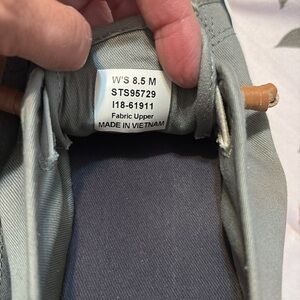 W'S 8.5 M
STS95729
I18-61911
Fabric Upper
MADE IN VIETNAM